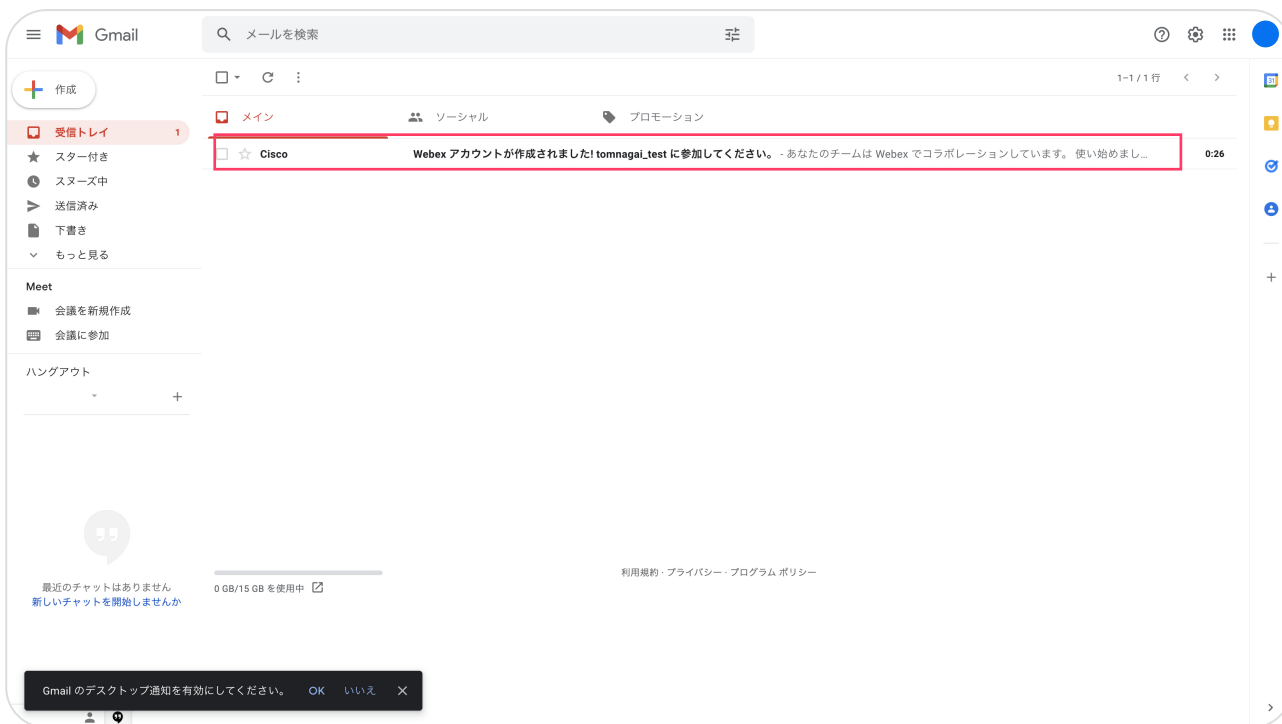 Gmail
メールを検索
作成
1–1 / 1 行
受信トレイ 1
スター付き
スヌーズ中
送信済み
下書き
もっと見る
メイン
ソーシャル
プロモーション
Cisco Webex アカウントが作成されました! tomnagai_test に参加してください。 - あなたのチームは Webex でコラボレーションしています。 使い始めまし... 0:26
31
Meet
会議を新規作成
会議に参加
ハングアウト
最近のチャットはありません
新しいチャットを開始しませんか
0 GB/15 GB を使用中
利用規約 · プライバシー · プログラム ポリシー
Gmail のデスクトップ通知を有効にしてください。 OK いいえ